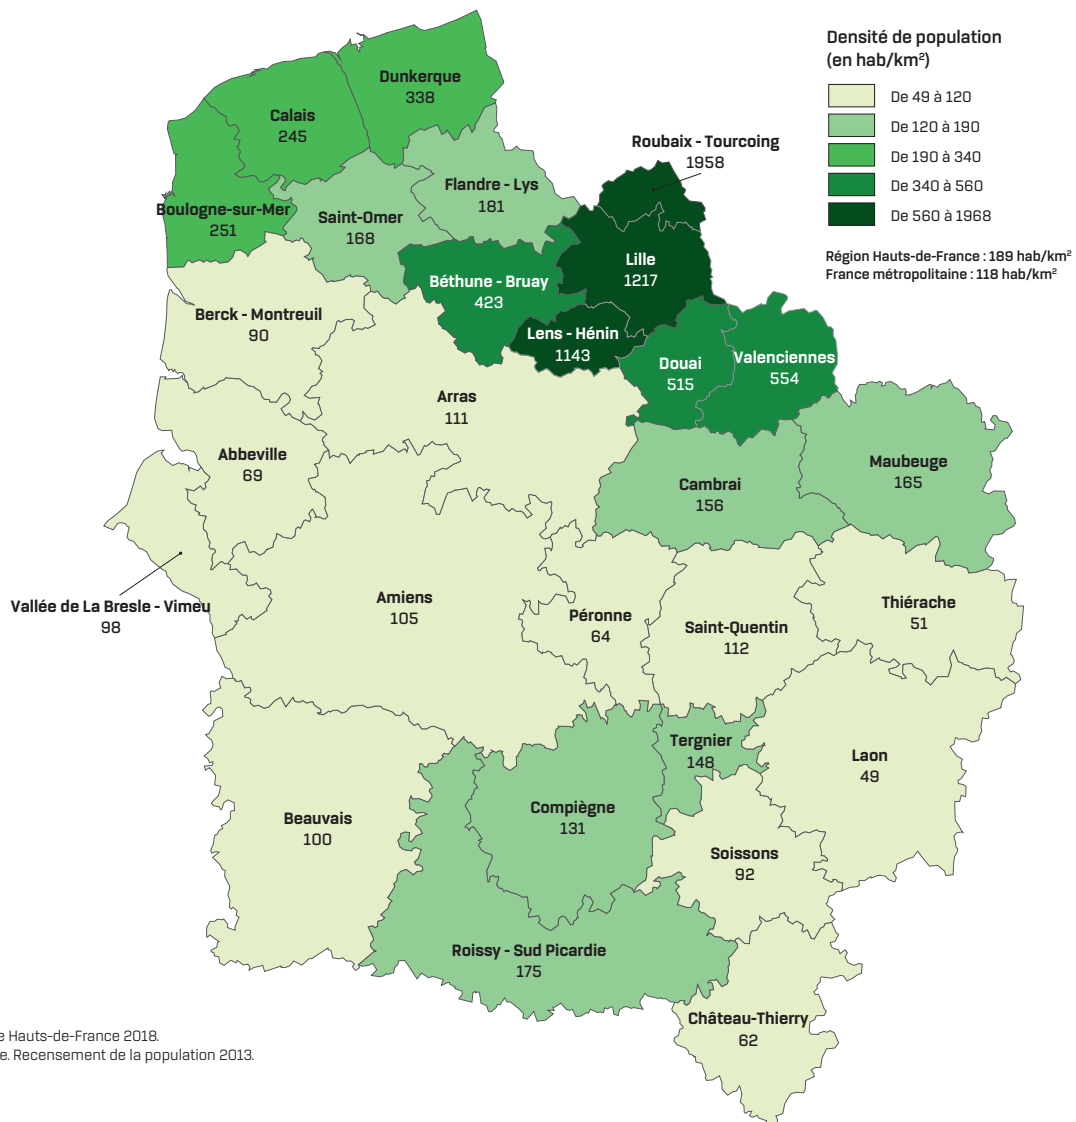 Densité de population
(en hab/km²)
De 49 à 120
De 120 à 190
De 190 à 340
De 340 à 560
De 560 à 1968
Région Hauts-de-France : 189 hab/km²
France métropolitaine : 118 hab/km²
Dunkerque
338
Calais
245
Roubaix - Tourcoing
1958
Flandre - Lys
181
Boulogne-sur-Mer
251
Saint-Omer
168
Lille
1217
Béthune - Bruay
423
Berck - Montreuil
90
Lens - Hénin
1143
Douai
515
Valenciennes
554
Arras
111
Abbeville
69
Cambrai
156
Maubeuge
165
Vallée de La Bresle - Vimeu
98
Amiens
105
Péronne
64
Saint-Quentin
112
Thiérache
51
Tergnier
148
Laon
49
Beauvais
100
Compiègne
131
Soissons
92
Roissy - Sud Picardie
175
Château-Thierry
62
e Hauts-de-France 2018.
e. Recensement de la population 2013.